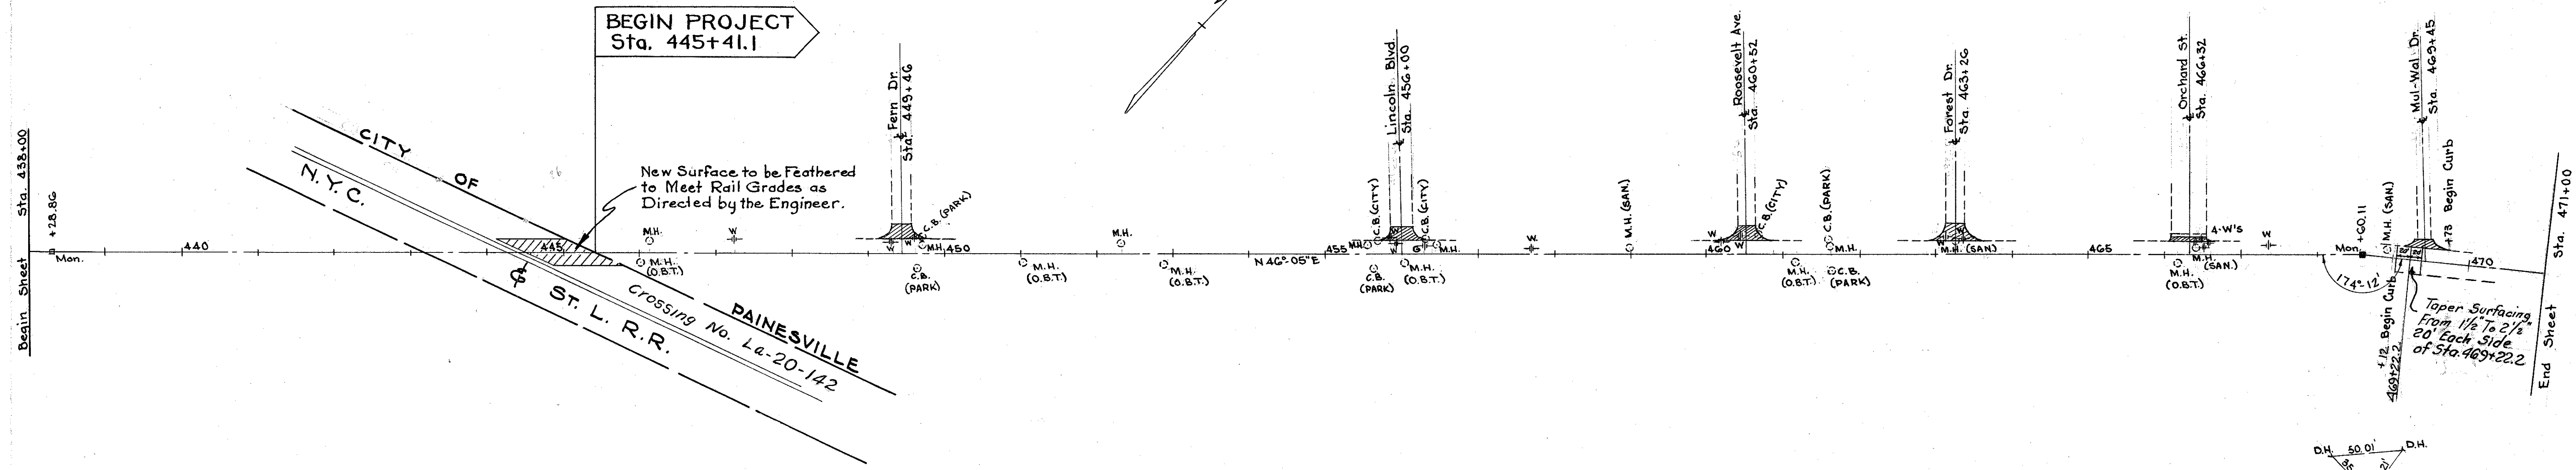 BEGIN PROJECT
Sta. 445+41.1
Begin Sheet Sta. 438+00
+28.86
Mon.
440
CITY OF PAINESVILLE
N.Y.C. ST. L. R.R.
Crossing No. La-20-142
445
New Surface to be Feathered
to Meet Rail Grades as
Directed by the Engineer.
M.H.
M.H.
(O.B.T.)
W
Fern Dr.
Sta. 449+46
W
W
C.B. (PARK)
M.H.
450
C.B.
(PARK)
M.H.
(O.B.T.)
M.H.
M.H.
(O.B.T.)
N 46°-05' E
455
Lincoln Blvd.
Sta. 456+00
M.H.
C.B. (CITY)
W
W
G
C.B. (CITY)
M.H.
C.B.
(PARK)
M.H.
(O.B.T.)
W
M.H. (SAN.)
Roosevelt Ave.
Sta. 460+52
460
W
W
C.B. (CITY)
C.B. (PARK)
M.H.
M.H.
(O.B.T.)
C.B.
(PARK)
Forest Dr.
Sta. 463+26
W
W
M.H. (SAN)
465
Orchard St.
Sta. 466+32
4-W'S
M.H.
(SAN.)
M.H.
(O.B.T.)
W
Mon.
+60.11
174°-12'
M.H. (SAN.)
Mul-Wal Dr.
Sta. 469+45
+73 Begin Curb
470
+12 Begin Curb
469+22.2
Taper Surfacing
From 1½" To 2½"
20' Each Side
of Sta. 469+22.2
End Sheet Sta. 471+00
D.H. 50.01' D.H.